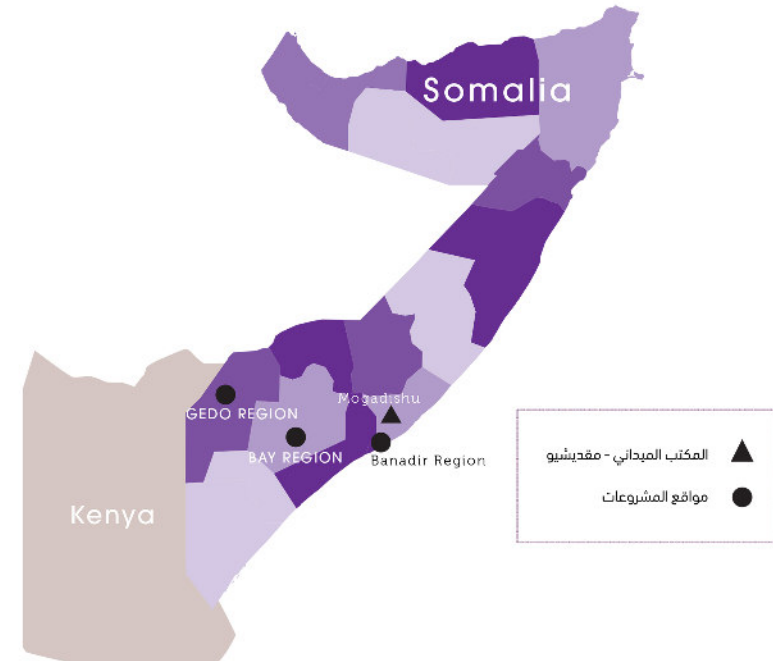 Somalia
Mogadishu
GEDO REGION
BAY REGION
Banadir Region
Kenya
المكتب الميداني - مقديشيو
مواقع المشروعات